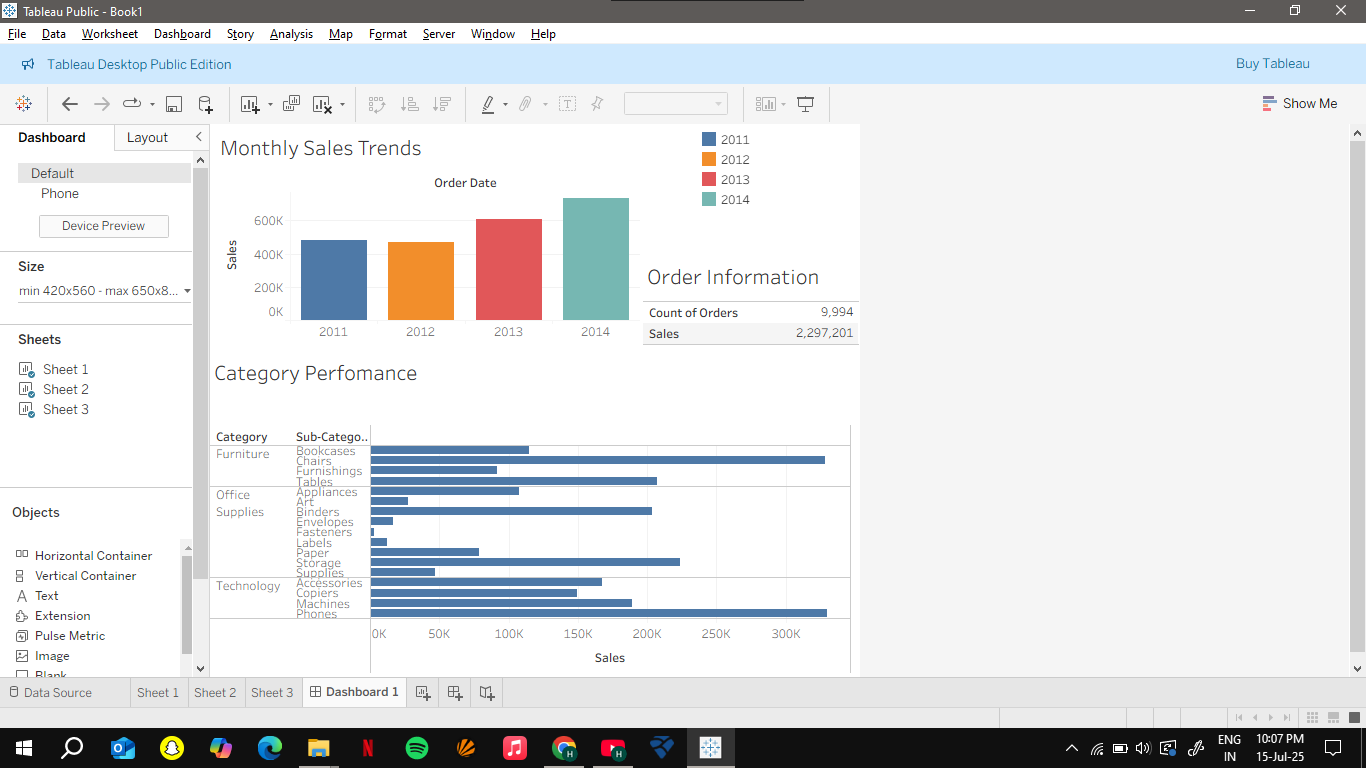 Tableau Public - Book1
File Data Worksheet Dashboard Story Analysis Map Format Server Window Help
Tableau Desktop Public Edition
Buy Tableau
Show Me
Dashboard
Layout
Default
Phone
Device Preview
Size
min 420x560 - max 650x8...
Sheets
Sheet 1
Sheet 2
Sheet 3
Objects
Horizontal Container
Vertical Container
Text
Extension
Pulse Metric
Image
Blank
Monthly Sales Trends
Order Date
Sales
600K
400K
200K
0K
2011 2012 2013 2014
2011
2012
2013
2014
Order Information
Count of Orders 9,994
Sales 2,297,201
Category Perfomance
Category Sub-Catego..
Furniture Bookcases
Chairs
Furnishings
Tables
Office Supplies Appliances
Art
Binders
Envelopes
Fasteners
Labels
Paper
Storage
Supplies
Technology Accessories
Copiers
Machines
Phones
0K 50K 100K 150K 200K 250K 300K
Sales
Data Source Sheet 1 Sheet 2 Sheet 3 Dashboard 1
ENG
IN
10:07 PM
15-Jul-25